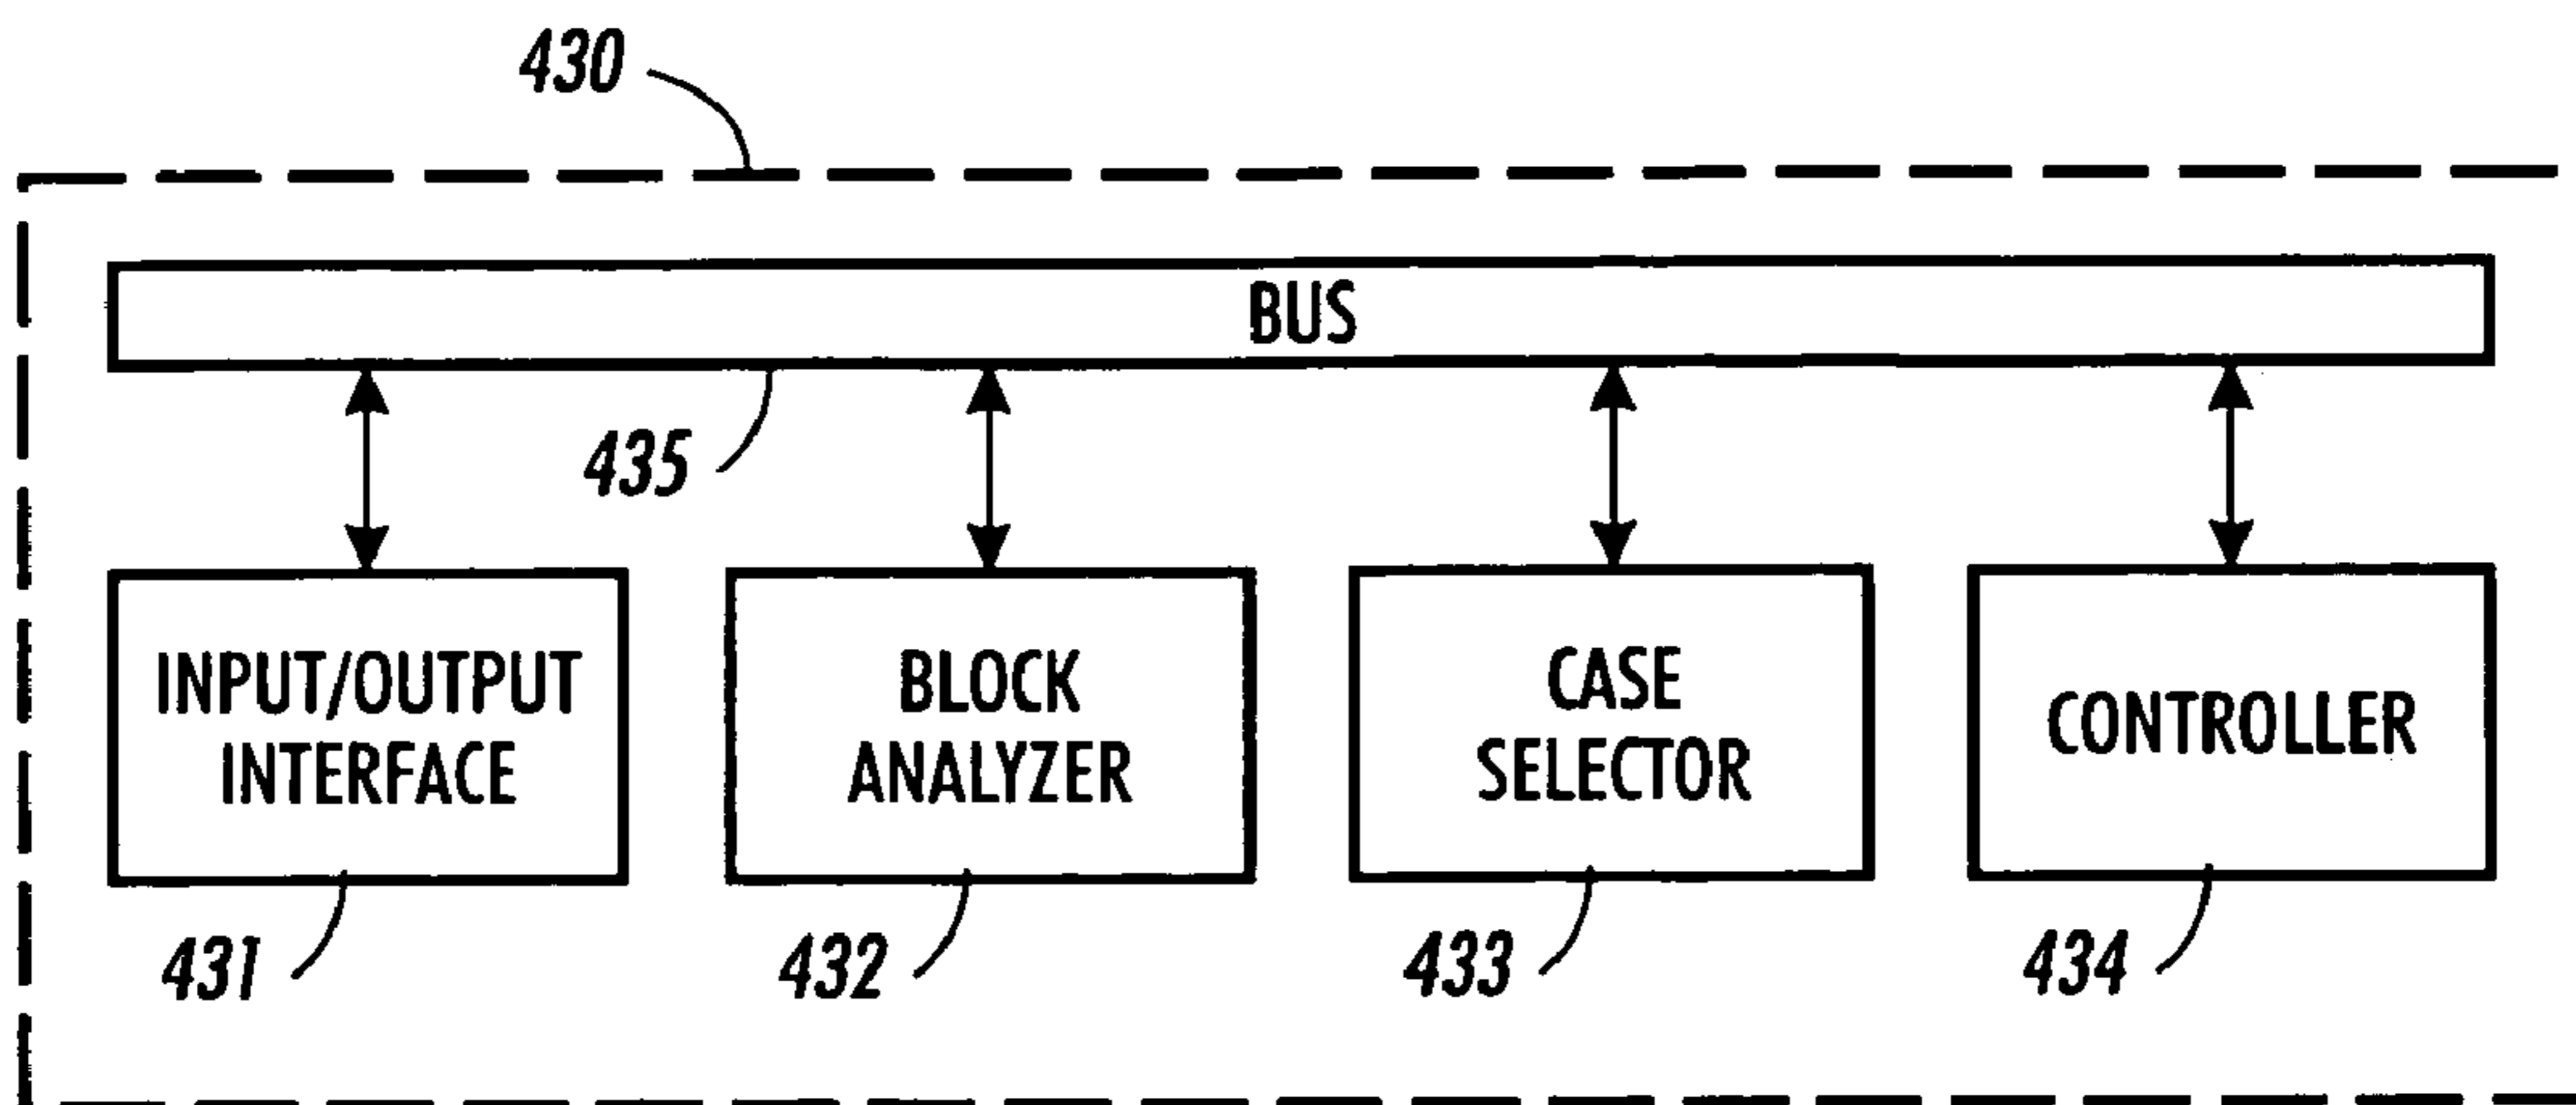 430
BUS
435
INPUT/OUTPUT
INTERFACE
BLOCK
ANALYZER
CASE
SELECTOR
CONTROLLER
431
432
433
434